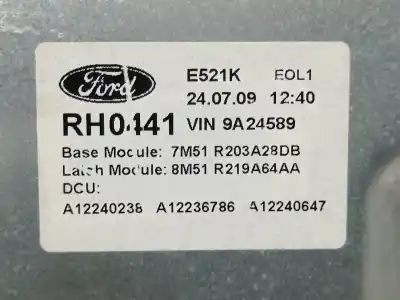 Ford
E521K EOL1
24.07.09 12:40
RH0441 VIN 9A24589
Base Module: 7M51 R203A28DB
Latch Module: 8M51 R219A64AA
DCU:
A12240238 A12236786 A12240647